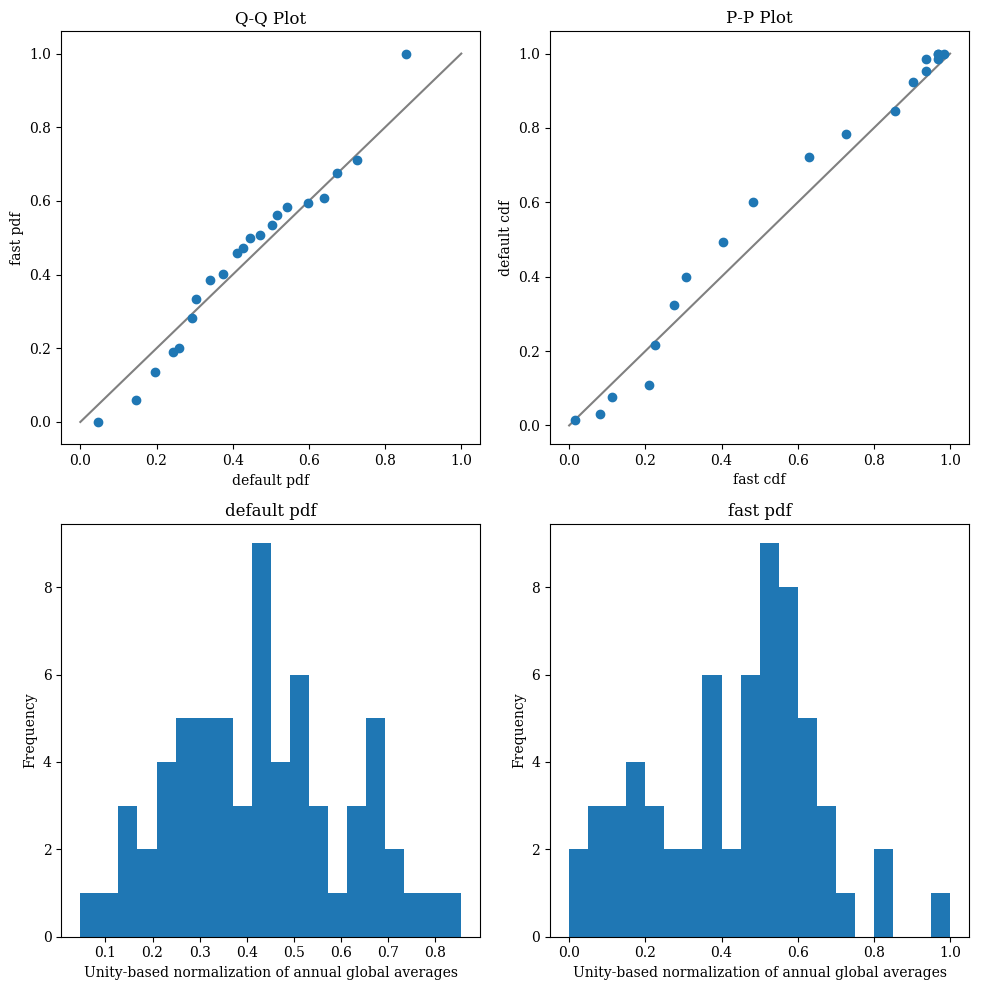 Q-Q Plot
1.0
0.8
0.6
0.4
0.2
0.0
fast pdf
0.0 0.2 0.4 0.6 0.8 1.0
default pdf
P-P Plot
1.0
0.8
0.6
0.4
0.2
0.0
default cdf
0.0 0.2 0.4 0.6 0.8 1.0
fast cdf
default pdf
8
6
4
2
0
Frequency
0.1 0.2 0.3 0.4 0.5 0.6 0.7 0.8
Unity-based normalization of annual global averages
fast pdf
8
6
4
2
0
Frequency
0.0 0.2 0.4 0.6 0.8 1.0
Unity-based normalization of annual global averages